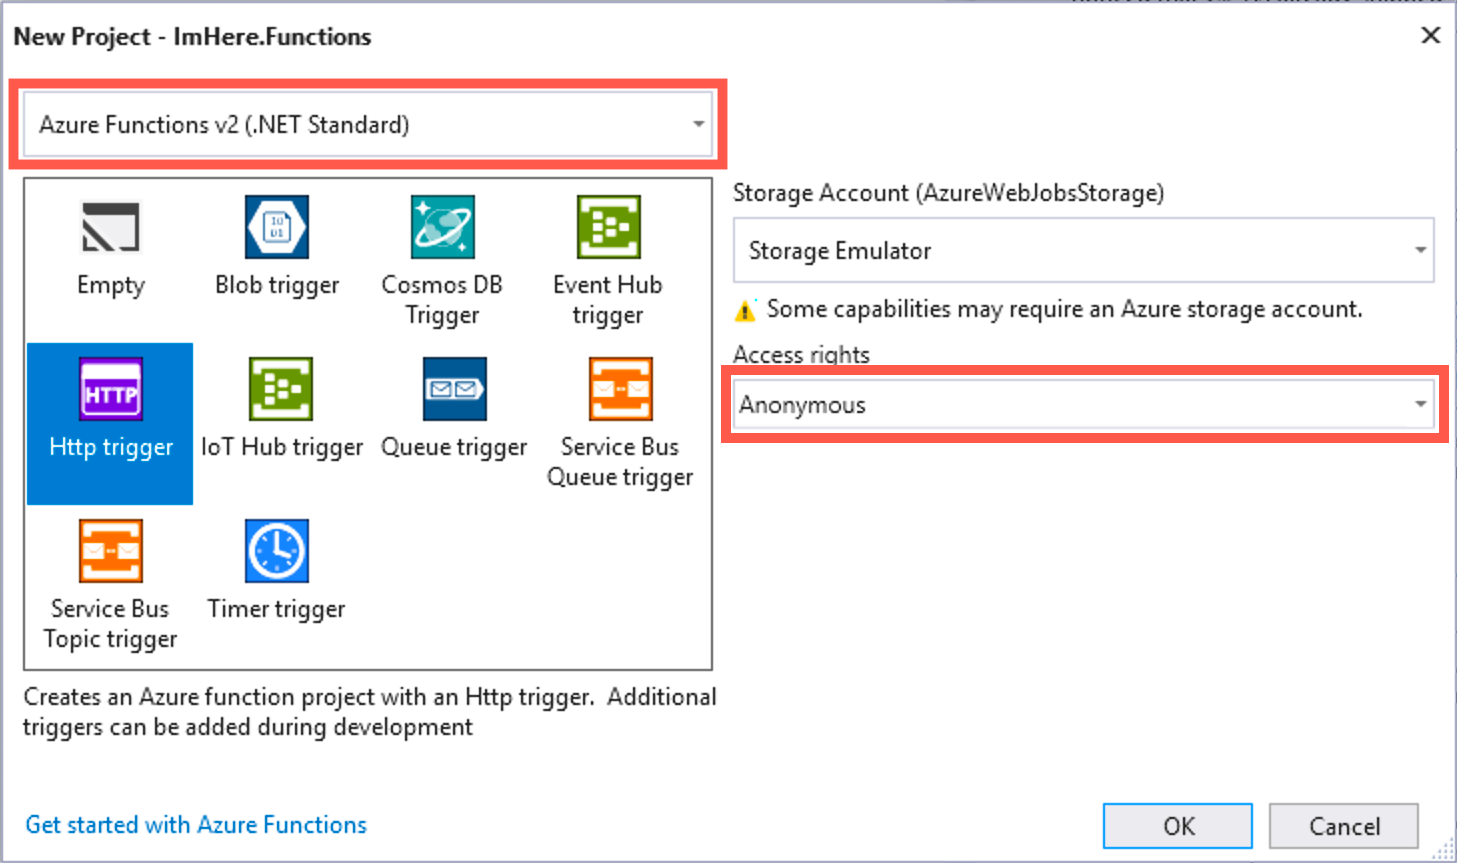 New Project - ImHere.Functions
Azure Functions v2 (.NET Standard)
Empty
Blob trigger
Cosmos DB
Trigger
Event Hub
trigger
Http trigger
IoT Hub trigger
Queue trigger
Service Bus
Queue trigger
Service Bus
Topic trigger
Timer trigger
Creates an Azure function project with an Http trigger.  Additional
triggers can be added during development
Storage Account (AzureWebJobsStorage)
Storage Emulator
Some capabilities may require an Azure storage account.
Access rights
Anonymous
Get started with Azure Functions
OK
Cancel
HTTP